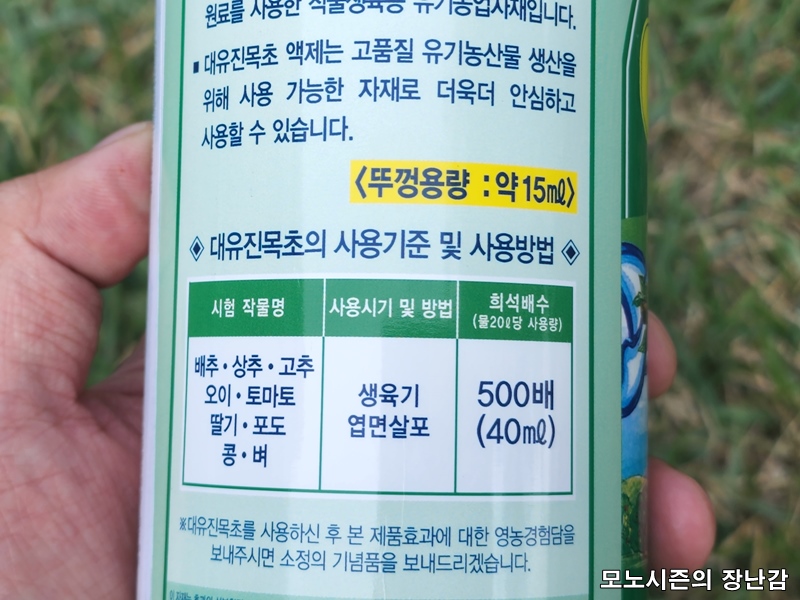 원료를 사용한 작물생육용 유기농업자재입니다.
▪ 대유진목초 액제는 고품질 유기농산물 생산을
위해 사용 가능한 자재로 더욱더 안심하고
사용할 수 있습니다.
<뚜껑용량 : 약 15㎖>
◈ 대유진목초의 사용기준 및 사용방법 ◈
시험 작물명 사용시기 및 방법 희석배수
(물20ℓ당 사용량)
배추・상추・고추
오이・토마토
딸기・포도
콩・벼
생육기
엽면살포
500배
(40㎖)
※대유진목초를 사용하신 후 본 제품효과에 대한 영농경험담을
보내주시면 소정의 기념품을 보내드리겠습니다.
모노시즌의 장난감